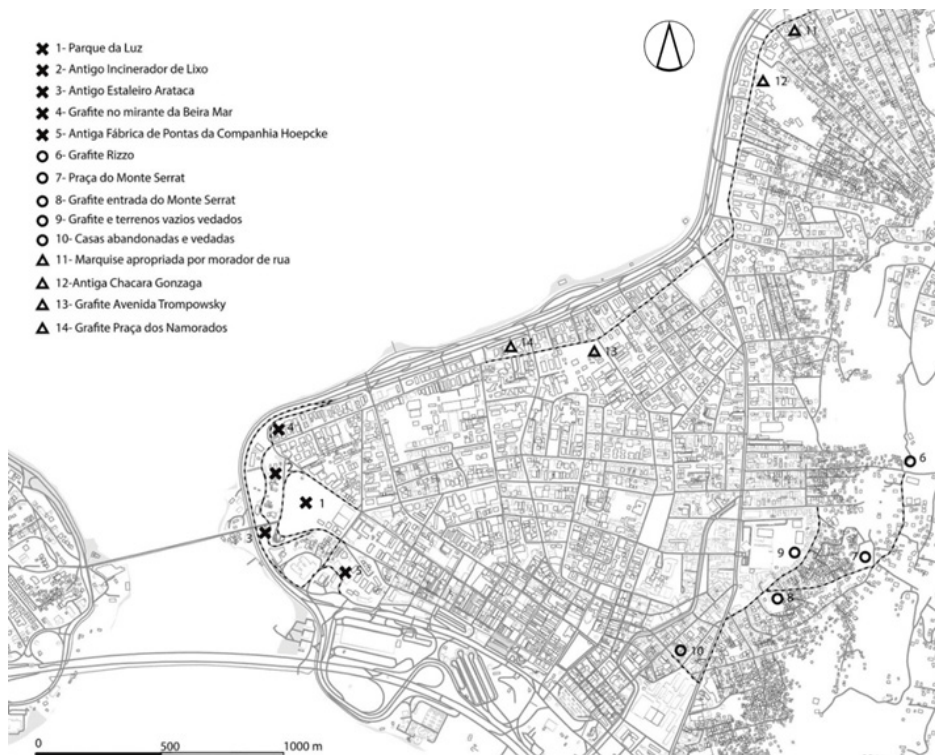 1- Parque da Luz
2- Antigo Incinerador de Lixo
3- Antigo Estaleiro Arataca
4- Grafite no mirante da Beira Mar
5- Antiga Fábrica de Pontas da Companhia Hoepcke
6- Grafite Rizzo
7- Praça do Monte Serrat
8- Grafite entrada do Monte Serrat
9- Grafite e terrenos vazios vedados
10- Casas abandonadas e vedadas
11- Marquise apropriada por morador de rua
12-Antiga Chacara Gonzaga
13- Grafite Avenida Trompowsky
14- Grafite Praça dos Namorados
11
12
14
13
4
6
2
1
3
9
7
5
8
10
0 500 1000 m